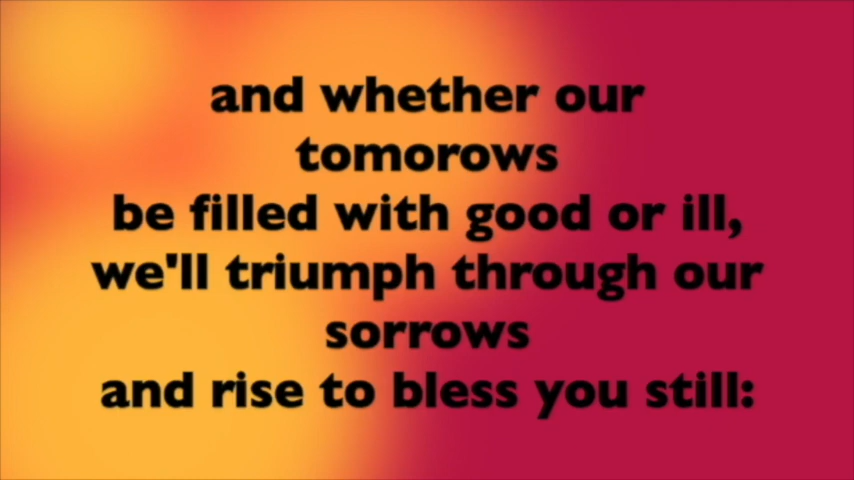 and whether our
tomorows
be filled with good or ill,
we'll triumph through our
sorrows
and rise to bless you still: